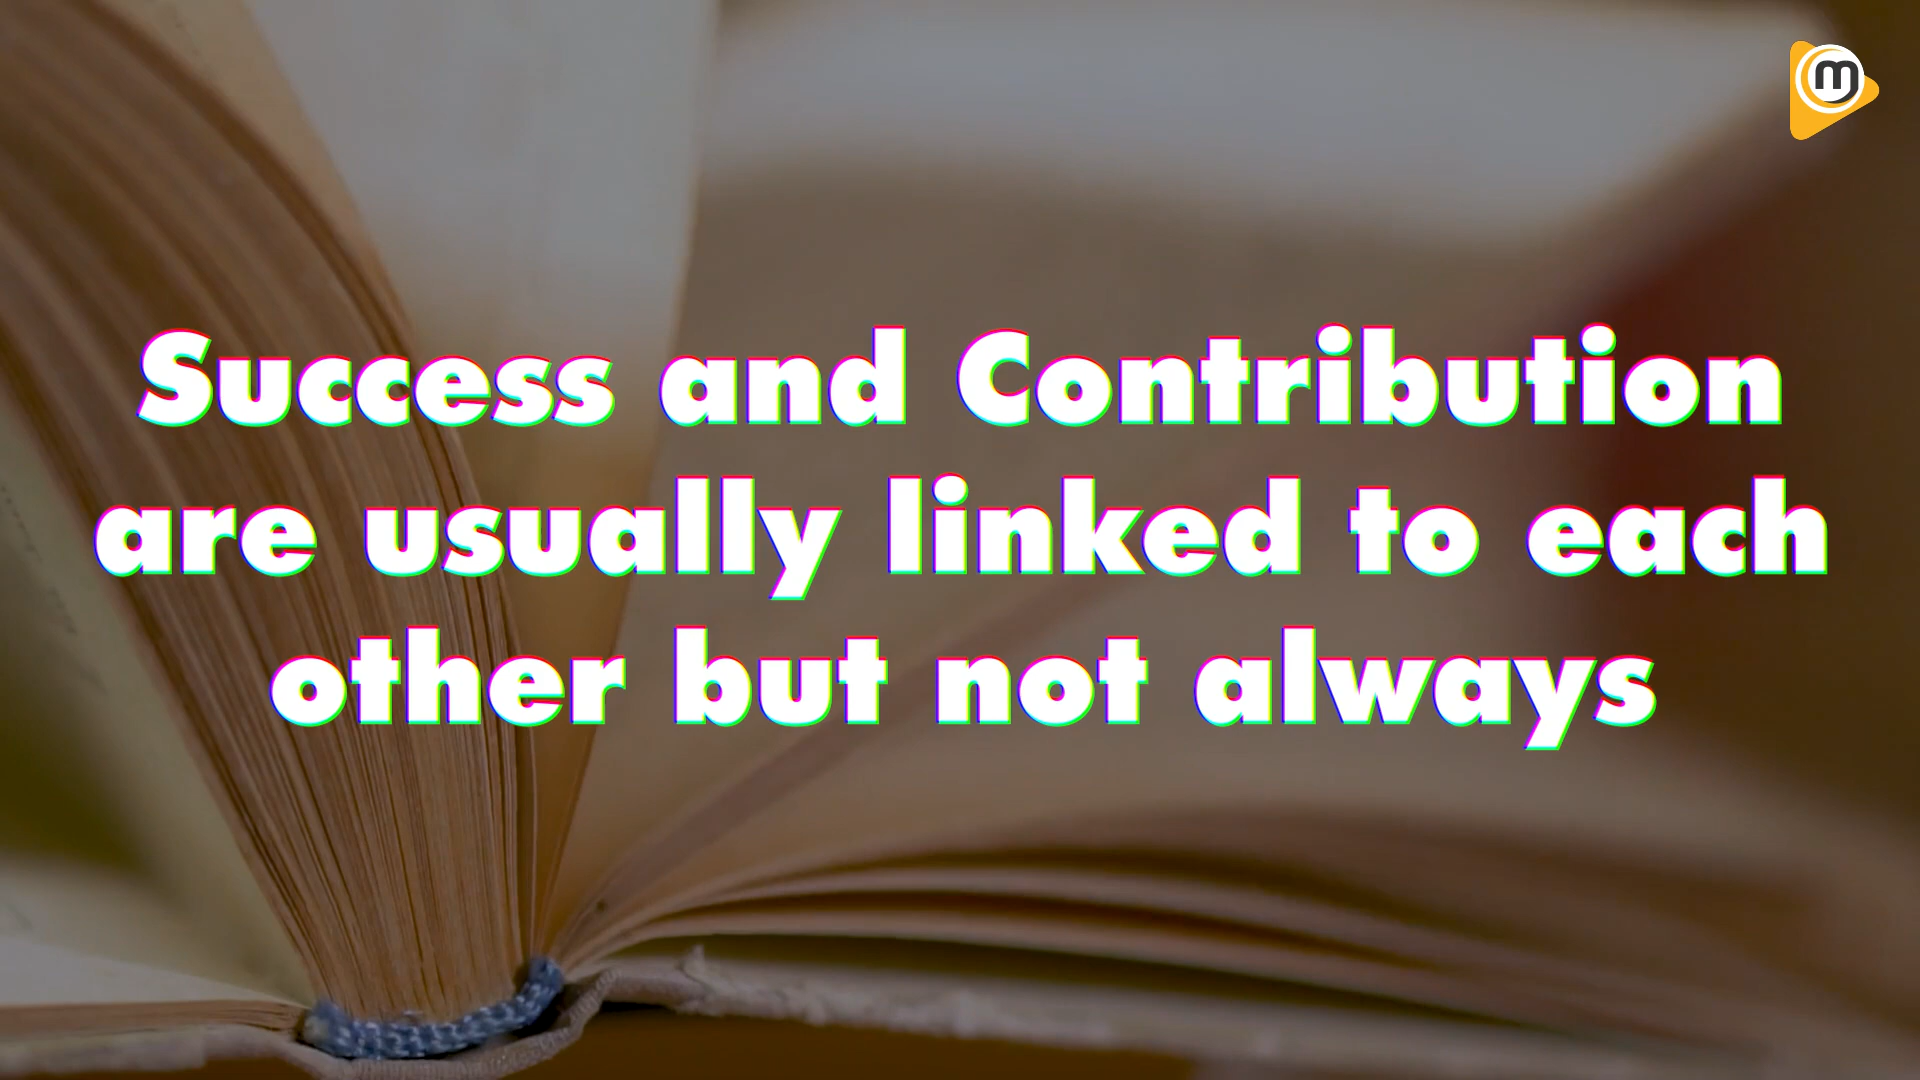 Success and Contribution
are usually linked to each
other but not always
m